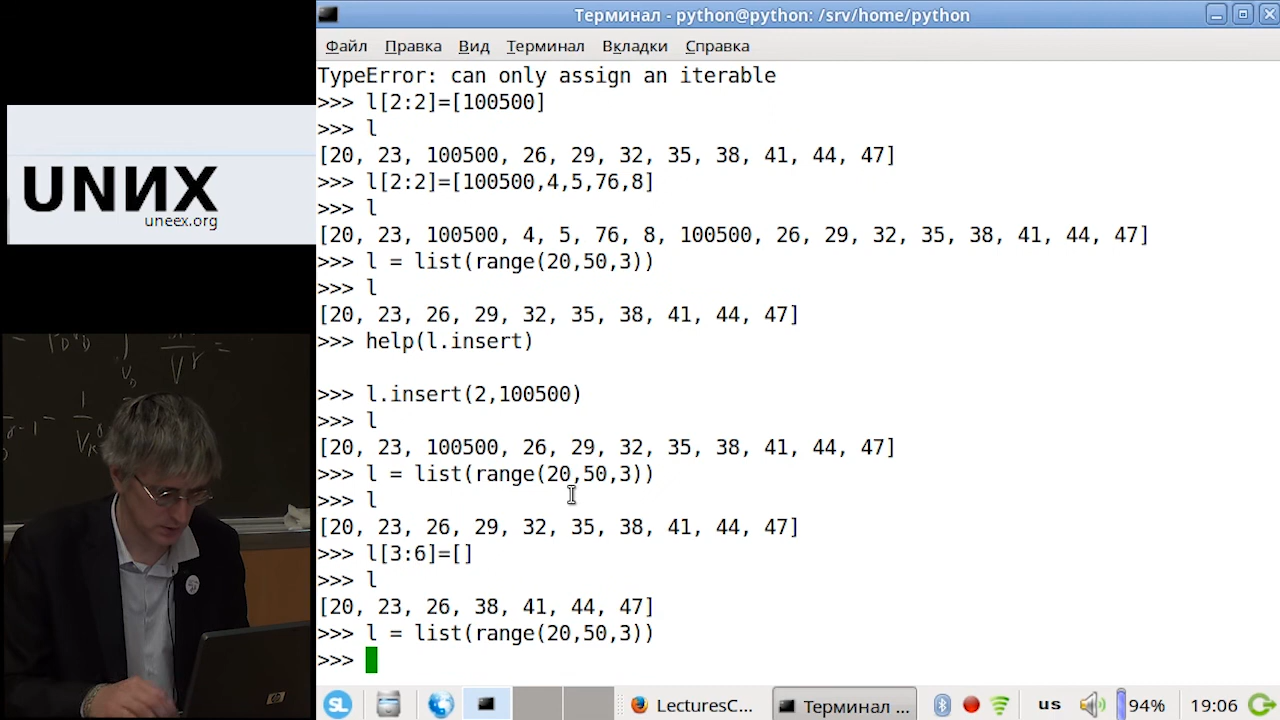 Терминал - python@python: /srv/home/python
Файл Правка Вид Терминал Вкладки Справка
TypeError: can only assign an iterable
>>> l[2:2]=[100500]
>>> l
[20, 23, 100500, 26, 29, 32, 35, 38, 41, 44, 47]
>>> l[2:2]=[100500,4,5,76,8]
>>> l
[20, 23, 100500, 4, 5, 76, 8, 100500, 26, 29, 32, 35, 38, 41, 44, 47]
>>> l = list(range(20,50,3))
>>> l
[20, 23, 26, 29, 32, 35, 38, 41, 44, 47]
>>> help(l.insert)
>>> l.insert(2,100500)
>>> l
[20, 23, 100500, 26, 29, 32, 35, 38, 41, 44, 47]
>>> l = list(range(20,50,3))
>>> l
[20, 23, 26, 29, 32, 35, 38, 41, 44, 47]
>>> l[3:6]=[]
>>> l
[20, 23, 26, 38, 41, 44, 47]
>>> l = list(range(20,50,3))
>>>
UNИX
uneex.org
hp
SL LecturesC... Терминал ... us 94% 19:06